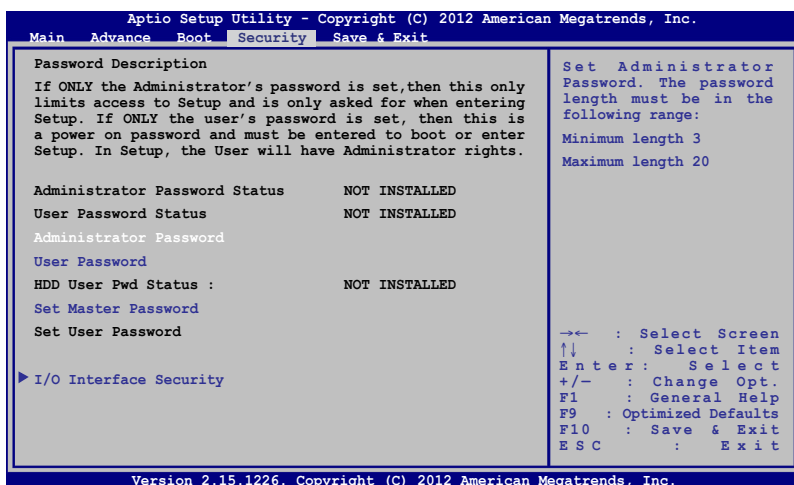 Aptio Setup Utility - Copyright (C) 2012 American Megatrends, Inc.
Main Advance Boot Security Save & Exit
Password Description
If ONLY the Administrator's password is set,then this only
limits access to Setup and is only asked for when entering
Setup. If ONLY the user's password is set, then this is
a power on password and must be entered to boot or enter
Setup. In Setup, the User will have Administrator rights.
Administrator Password Status NOT INSTALLED
User Password Status NOT INSTALLED
Administrator Password
User Password
HDD User Pwd Status : NOT INSTALLED
Set Master Password
Set User Password
▶ I/O Interface Security
Set Administrator
Password. The password
length must be in the
following range:
Minimum length 3
Maximum length 20
→← : Select Screen
↑↓ : Select Item
Enter: Select
+/— : Change Opt.
F1 : General Help
F9 : Optimized Defaults
F10 : Save & Exit
ESC : Exit
Version 2.15.1226. Copyright (C) 2012 American Megatrends, Inc.